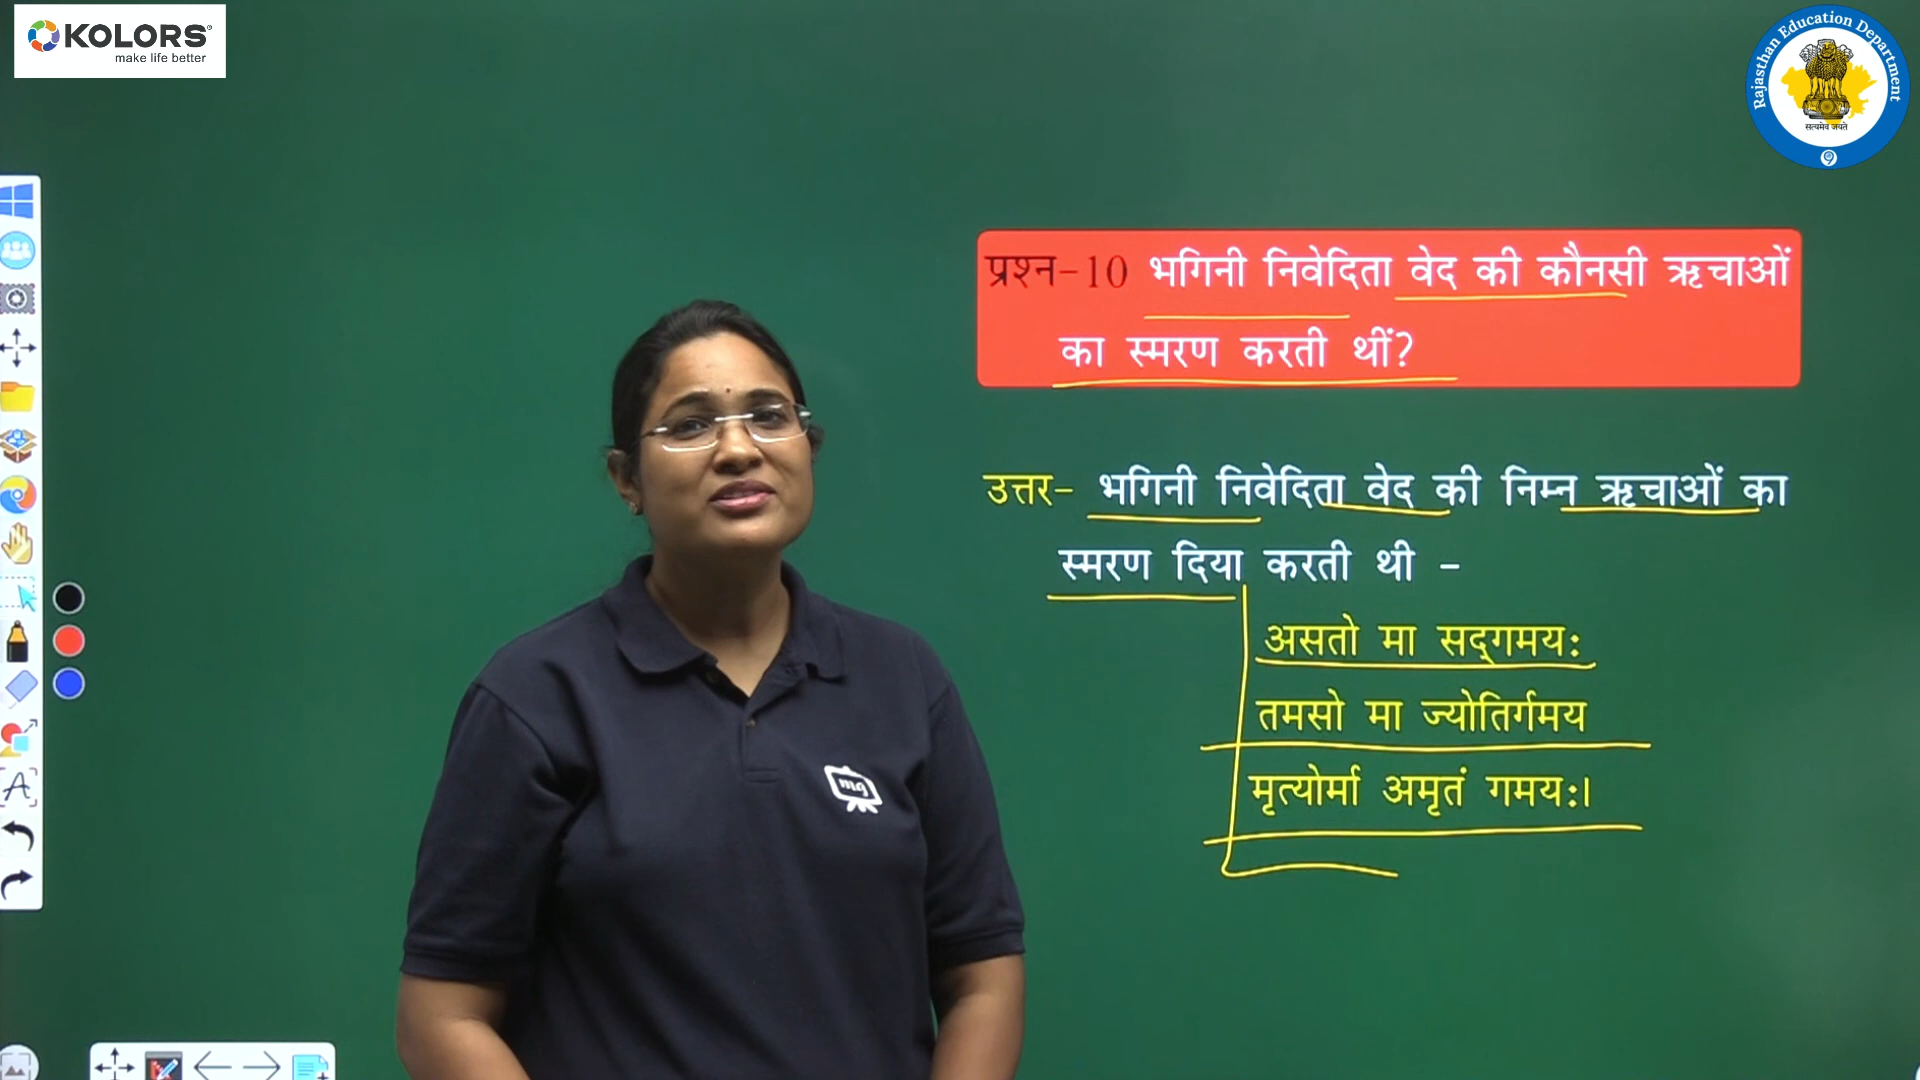 KOLORS
make life better
Rajasthan Education Department
सत्यमेव जयते
प्रश्न-10 भगिनी निवेदिता वेद की कौनसी ऋचाओं
का स्मरण करती थीं?
उत्तर- भगिनी निवेदिता वेद की निम्न ऋचाओं का
स्मरण दिया करती थी -
असतो मा सद्गमयः
तमसो मा ज्योतिर्गमय
मृत्योर्मा अमृतं गमयः।
mg
A